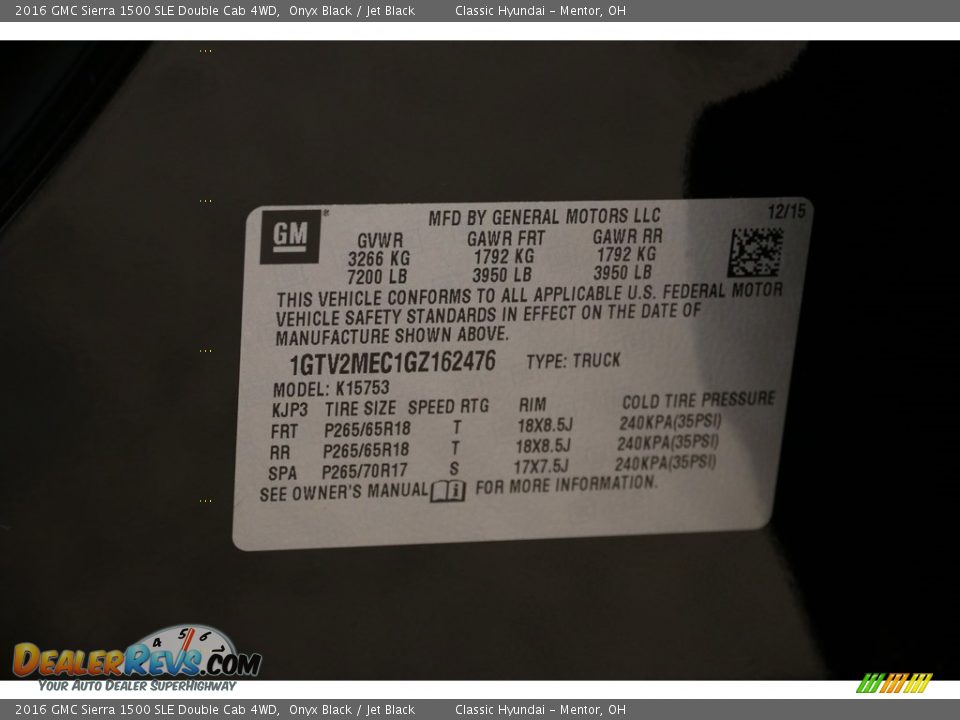 2016 GMC Sierra 1500 SLE Double Cab 4WD, Onyx Black / Jet Black Classic Hyundai - Mentor, OH
GM
MFD BY GENERAL MOTORS LLC 12/15
GVWR GAWR FRT GAWR RR
3266 KG 1792 KG 1792 KG
7200 LB 3950 LB 3950 LB
THIS VEHICLE CONFORMS TO ALL APPLICABLE U.S. FEDERAL MOTOR
VEHICLE SAFETY STANDARDS IN EFFECT ON THE DATE OF
MANUFACTURE SHOWN ABOVE.
1GTV2MEC1GZ162476 TYPE: TRUCK
MODEL: K15753
KJP3 TIRE SIZE SPEED RTG RIM COLD TIRE PRESSURE
FRT P265/65R18 T 18X8.5J 240KPA(35PSI)
RR P265/65R18 T 18X8.5J 240KPA(35PSI)
SPA P265/70R17 S 17X7.5J 240KPA(35PSI)
SEE OWNER'S MANUAL i FOR MORE INFORMATION.
4 5 6 7
DEALERREVS.COM
YOUR AUTO DEALER SUPERHIGHWAY
2016 GMC Sierra 1500 SLE Double Cab 4WD, Onyx Black / Jet Black Classic Hyundai - Mentor, OH